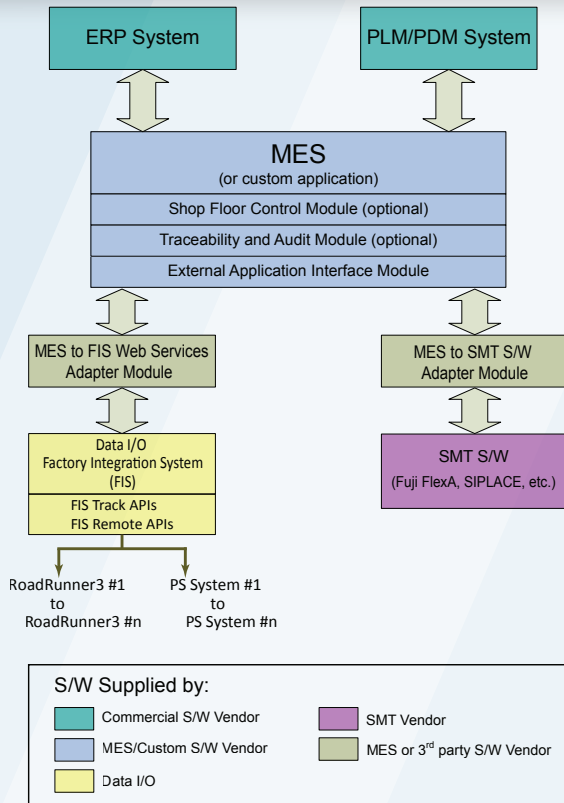 ERP System
PLM/PDM System
MES
(or custom application)
Shop Floor Control Module (optional)
Traceability and Audit Module (optional)
External Application Interface Module
MES to FIS Web Services
Adapter Module
MES to SMT S/W
Adapter Module
Data I/O
Factory Integration System
(FIS)
FIS Track APIs
FIS Remote APIs
SMT S/W
(Fuji FlexA, SIPLACE, etc.)
RoadRunner3 #1
to
RoadRunner3 #n
PS System #1
to
PS System #n
S/W Supplied by:
Commercial S/W Vendor
MES/Custom S/W Vendor
Data I/O
SMT Vendor
MES or 3rd party S/W Vendor